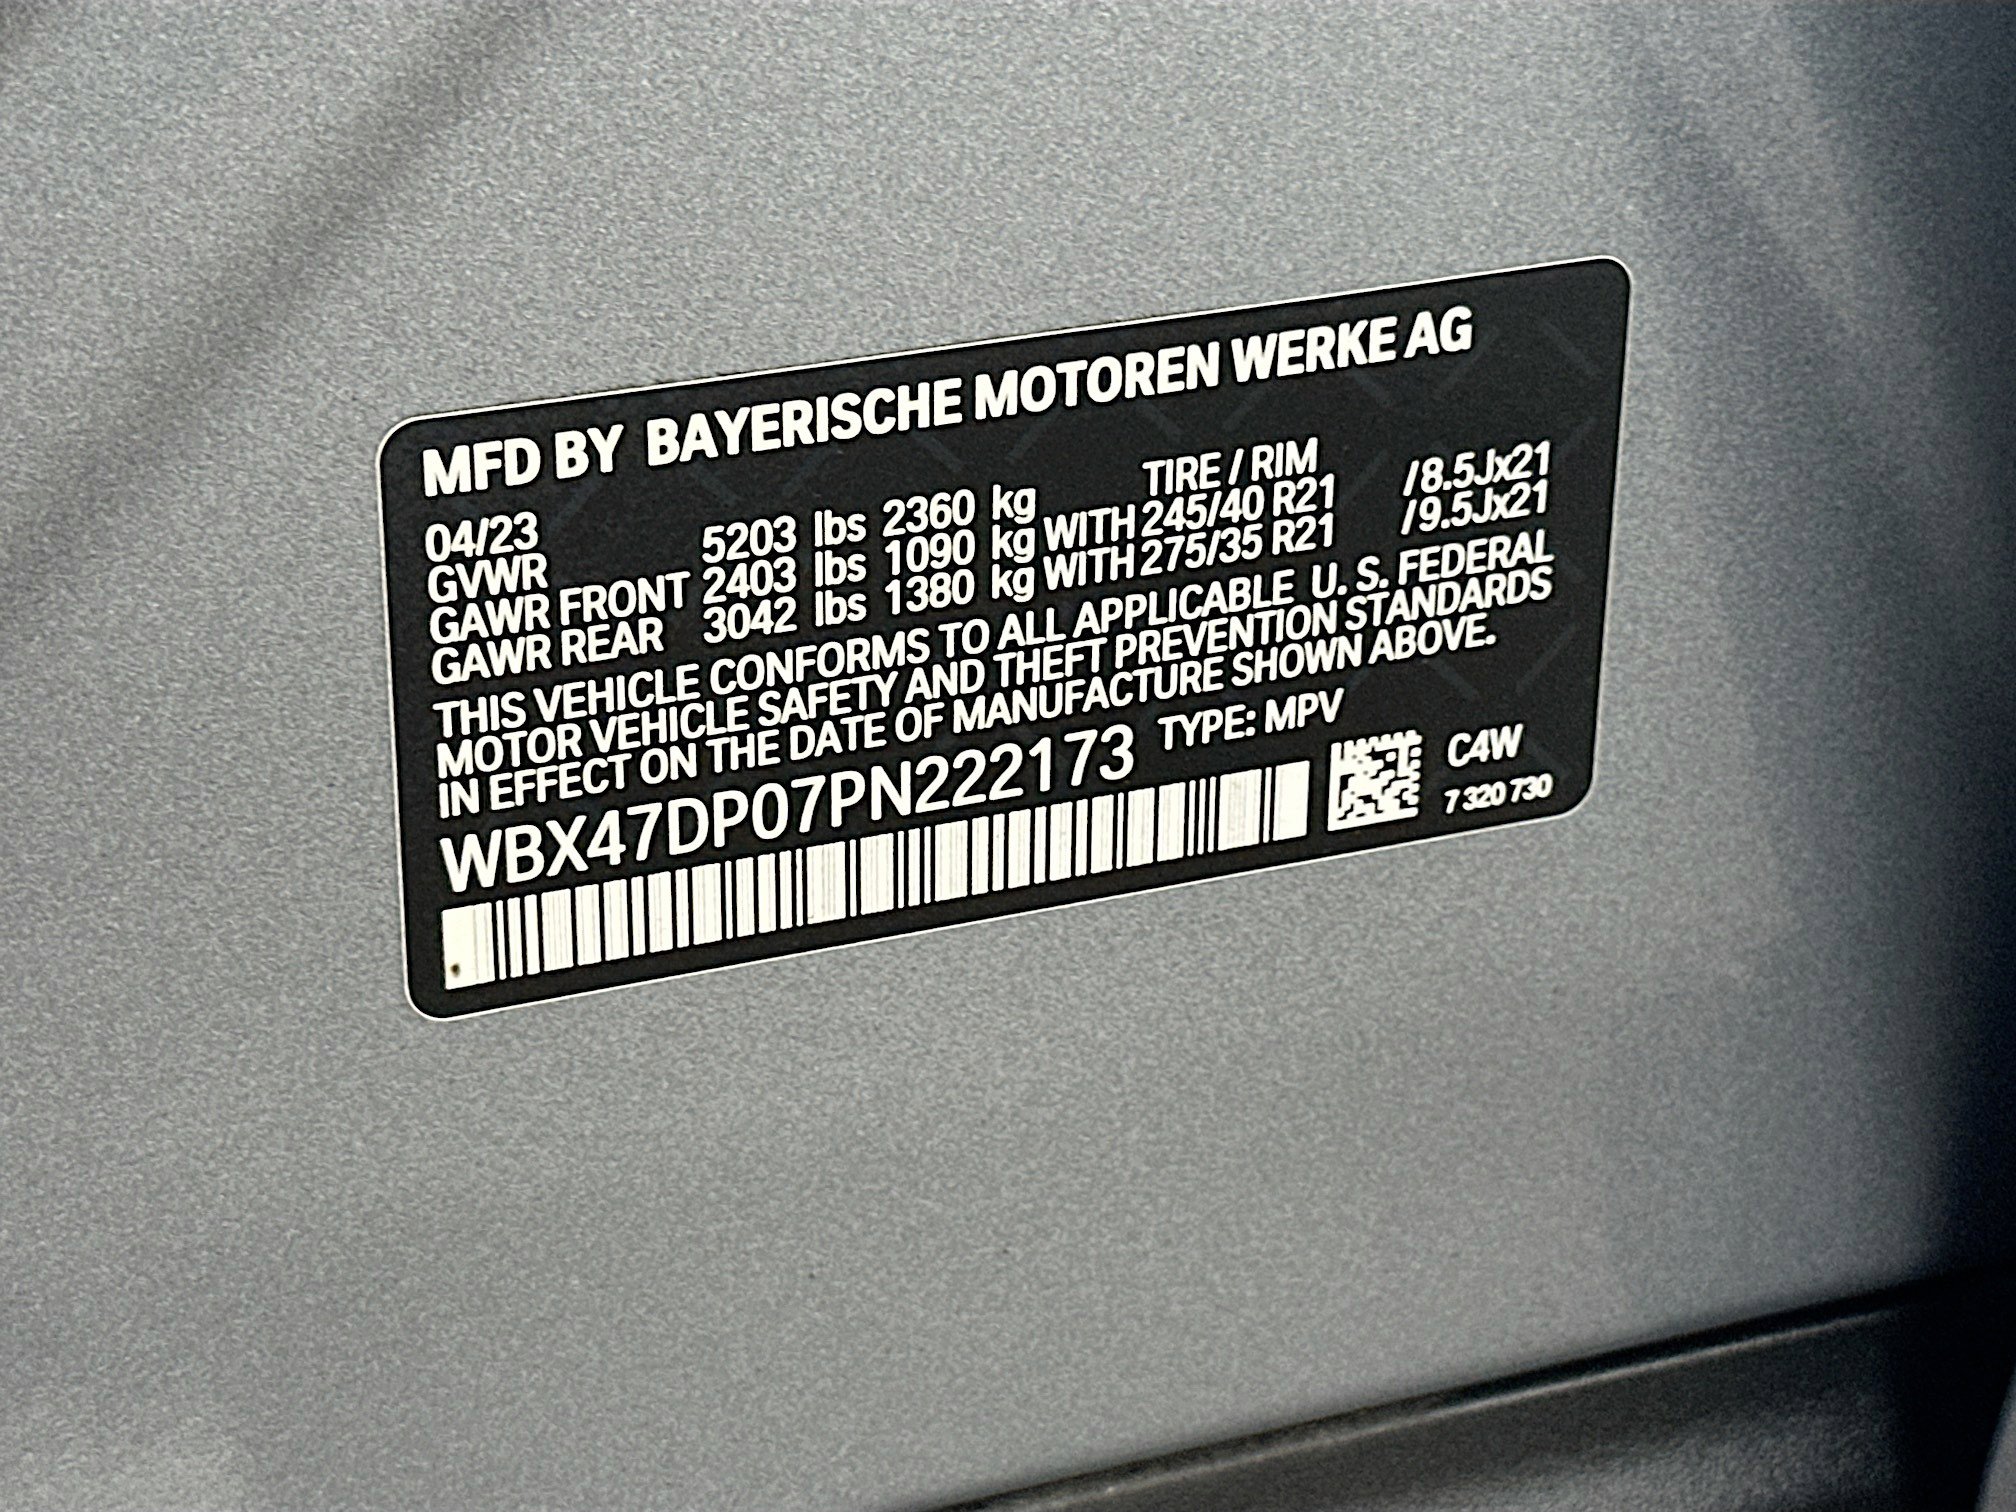 MFD BY BAYERISCHE MOTOREN WERKE AG
04/23 TIRE / RIM
GVWR 5203 lbs 2360 kg
GAWR FRONT 2403 lbs 1090 kg WITH 245/40 R21 /8.5Jx21
GAWR REAR 3042 lbs 1380 kg WITH 275/35 R21 /9.5Jx21
THIS VEHICLE CONFORMS TO ALL APPLICABLE U. S. FEDERAL
MOTOR VEHICLE SAFETY AND THEFT PREVENTION STANDARDS
IN EFFECT ON THE DATE OF MANUFACTURE SHOWN ABOVE.
WBX47DP07PN222173 TYPE: MPV
C4W
7 320 730